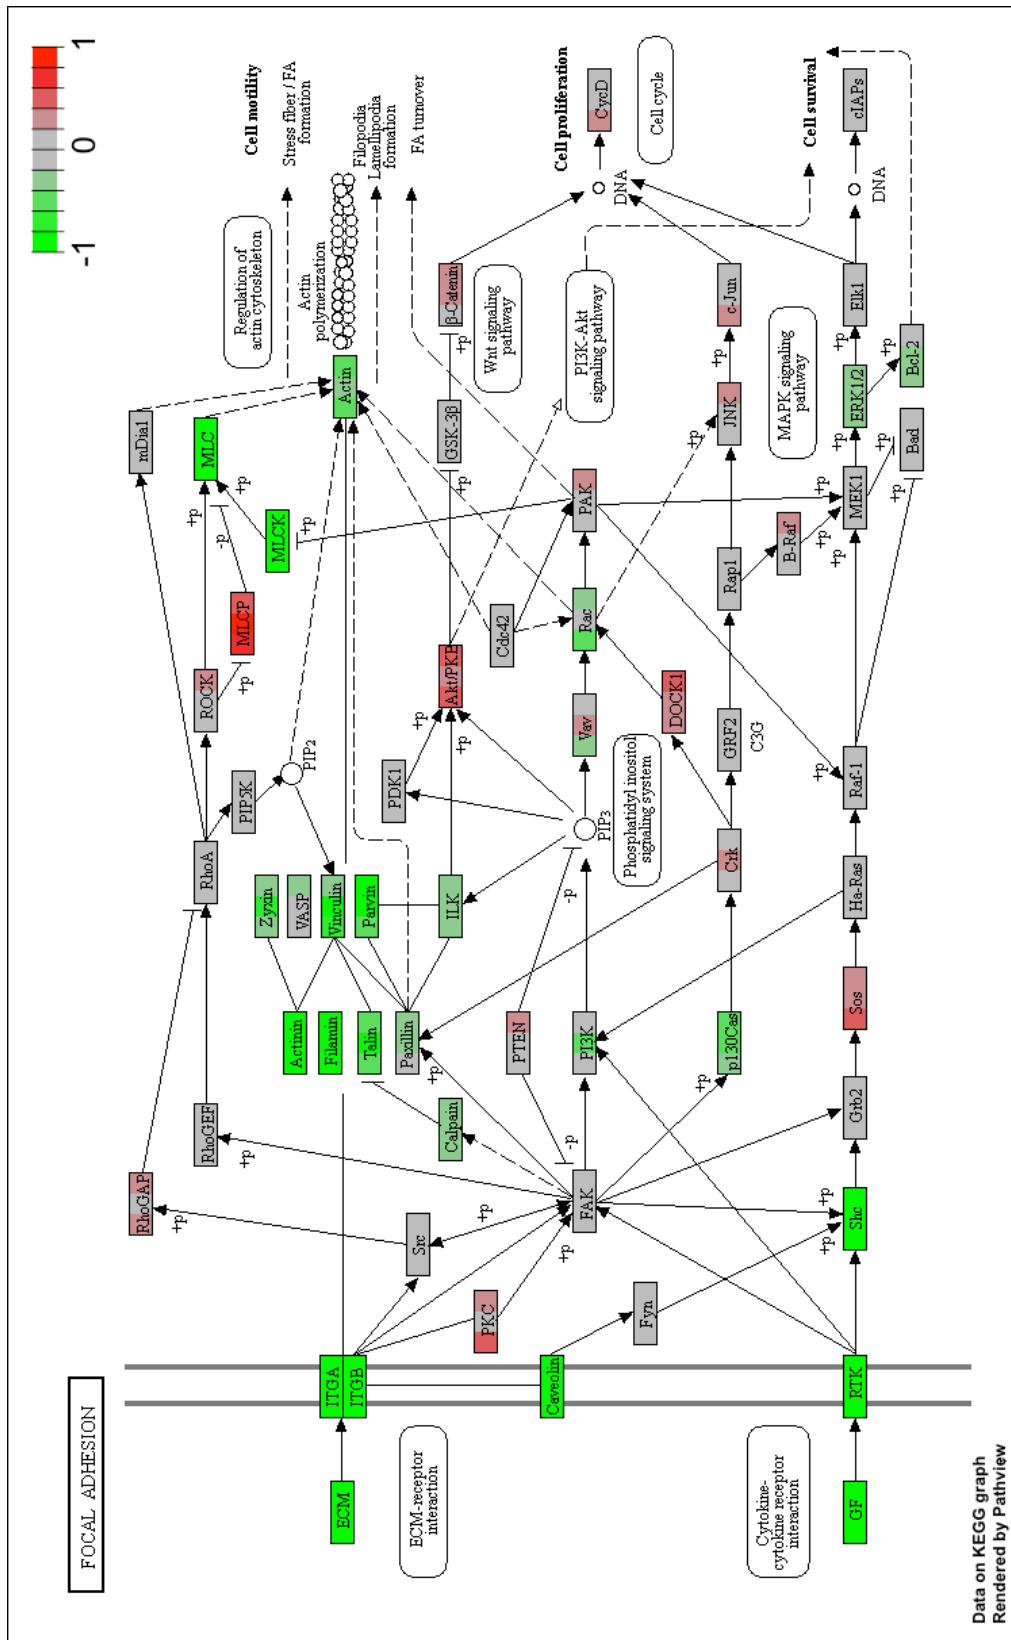 FOCAL ADHESION
-1
0
1
RhoGAP
+p
mDia1
RhoGEF
+p
RhoA
ROCK
+p
MLC
+p
-p
MLCP
PIP5K
MLCK
+p
PIP2
Regulation of
actin cytoskeleton
Cell motility
Stress fiber / FA
formation
Actin
polymerization
Filopodia
Lamellipodia
formation
FA turnover
ECM
ITGA
ITGB
Actinin
Filamin
Talin
Paxillin
+p
Zyxin
VASP
Vinculin
Parvin
ILK
Actin
ECM-receptor
interaction
Src
+p
Calpain
PDK1
+p
+p
Akt/PKB
+p
GSK-3β
+p
β-Catenin
Wnt signaling
pathway
PKC
+p
PTEN
-p
-p
Cdc42
Caveolin
FAK
PI3K
PIP3
Vav
Rac
PAK
PI3K-Akt
signaling pathway
Cell proliferation
CycD
DNA
Cell cycle
Fyn
Phosphatidyl inositol
signaling system
DOCK1
+p
p130Cas
Crk
GRF2
C3G
Rap1
JNK
+p
+p
c-Jun
B-Raf
+p
+p
MAPK signaling
pathway
Cell survival
Cytokine-
cytokine receptor
interaction
GF
RTK
+p
+p
Shc
Grb2
Sos
Ha-Ras
+p
Raf-1
MEK1
+p
ERK1/2
+p
Elk1
DNA
cIAPs
+p
Bad
+p
+p
Bcl-2
Data on KEGG graph
Rendered by Pathview